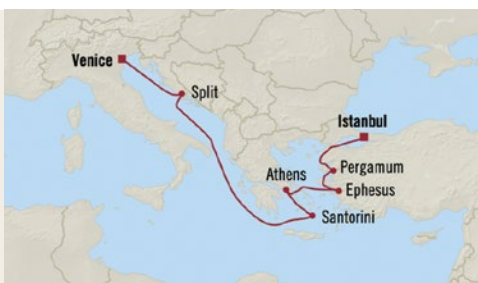 Venice
Split
Istanbul
Pergamum
Athens
Ephesus
Santorini